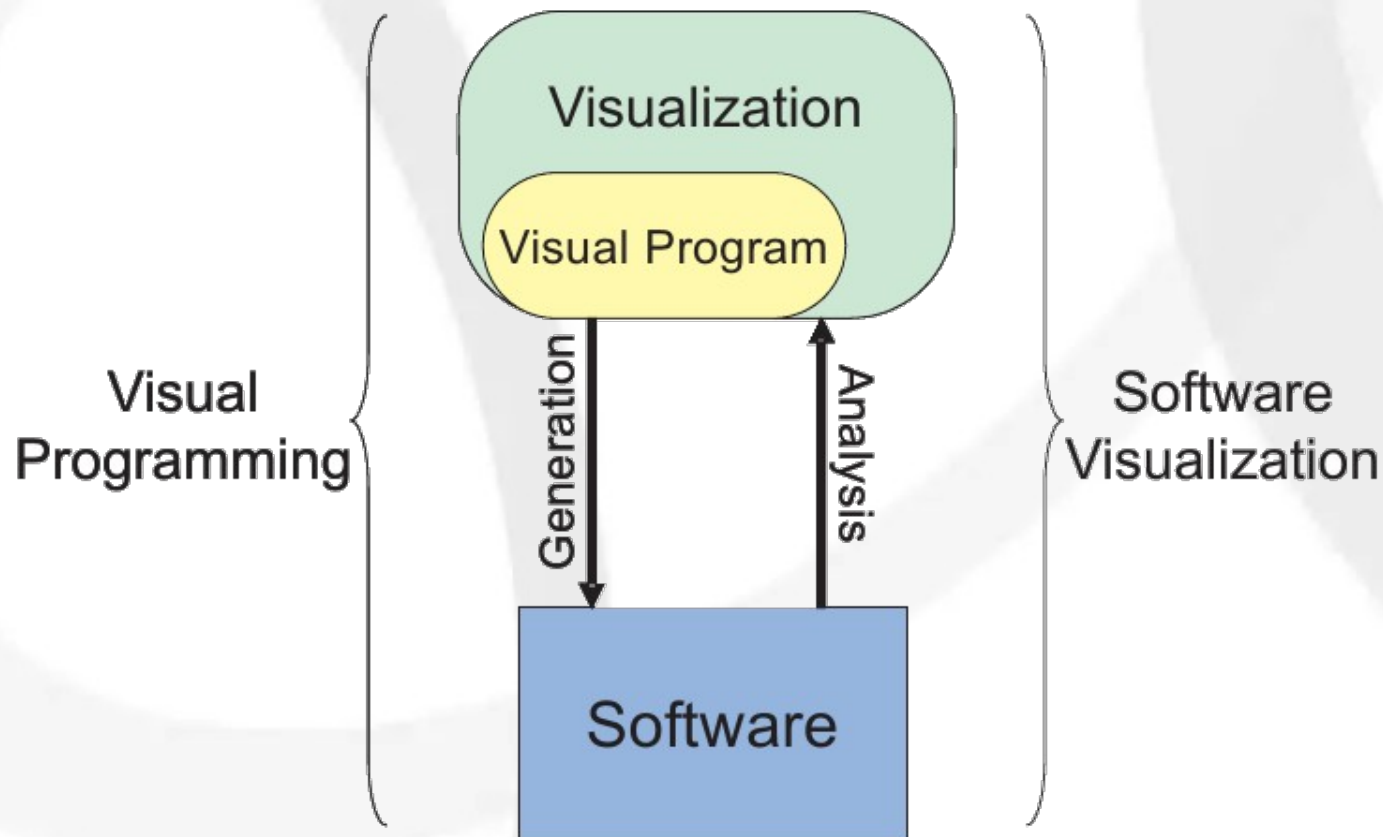 Visualization
Visual Program
Visual
Programming
Generation
Analysis
Software
Visualization
Software